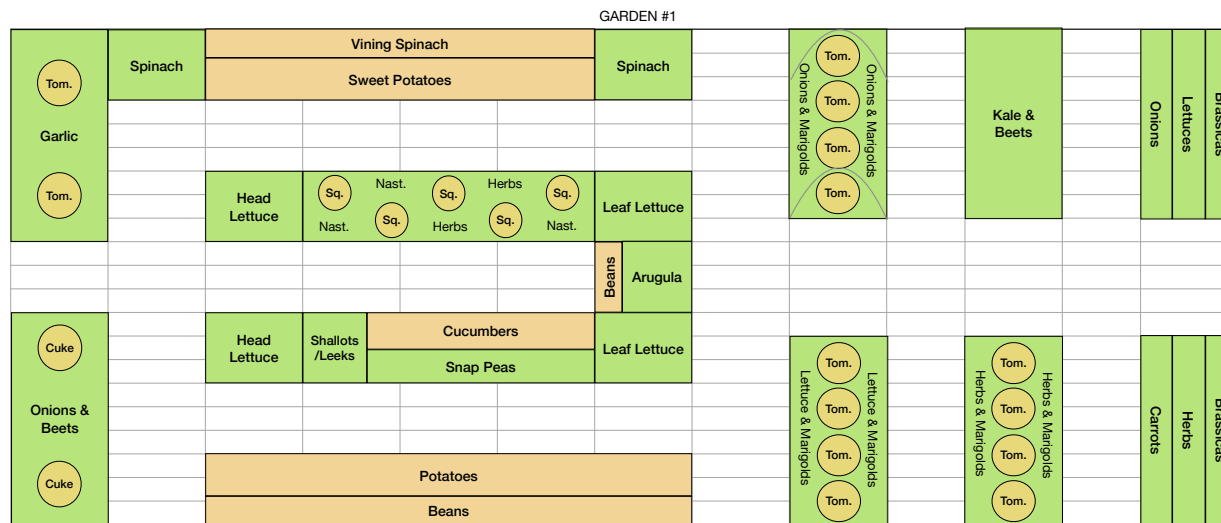 GARDEN #1
Tom.
Garlic
Tom.
Spinach
Vining Spinach
Sweet Potatoes
Spinach
Head
Lettuce
Sq.
Nast.
Sq.
Herbs
Sq.
Nast.
Sq.
Herbs
Sq.
Nast.
Leaf Lettuce
Beans
Arugula
Cuke
Onions &
Beets
Cuke
Head
Lettuce
Shallots
/Leeks
Cucumbers
Snap Peas
Leaf Lettuce
Potatoes
Beans
Onions & Marigolds
Tom.
Tom.
Tom.
Tom.
Onions & Marigolds
Kale &
Beets
Onions
Lettuces
Brassicas
Lettuce & Marigolds
Tom.
Tom.
Tom.
Tom.
Lettuce & Marigolds
Herbs & Marigolds
Tom.
Tom.
Tom.
Tom.
Herbs & Marigolds
Carrots
Herbs
Brassicas